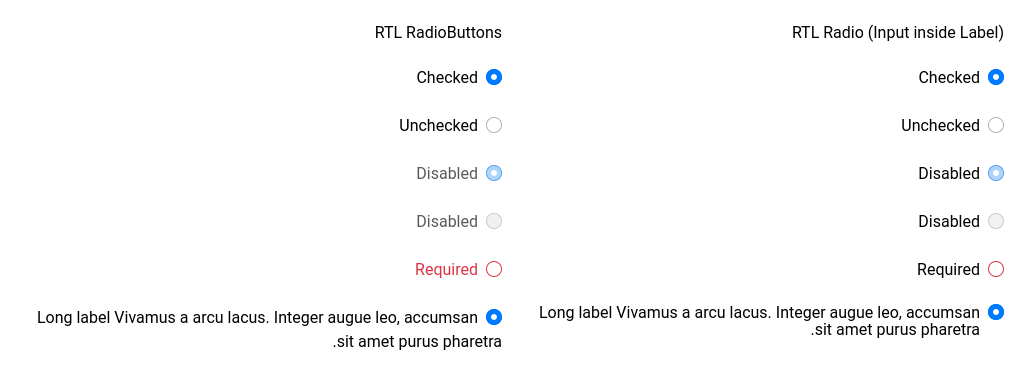 RTL RadioButtons
Checked
Unchecked
Disabled
Disabled
Required
Long label Vivamus a arcu lacus. Integer augue leo, accumsan
.sit amet purus pharetra
RTL Radio (Input inside Label)
Checked
Unchecked
Disabled
Disabled
Required
Long label Vivamus a arcu lacus. Integer augue leo, accumsan
.sit amet purus pharetra